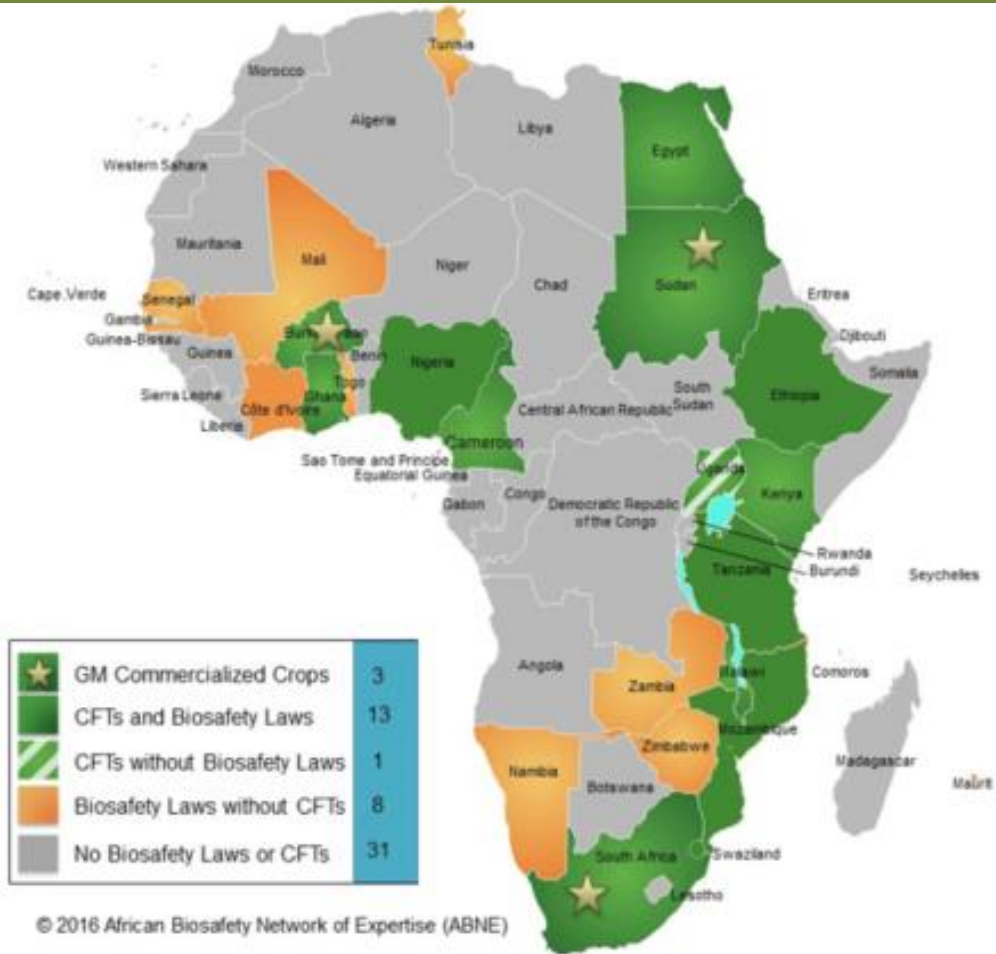 Tunisia
Morocco
Algeria
Libya
Egypt
Western Sahara
Mauritania
Mali
Niger
Chad
Sudan
Eritrea
Cape Verde
Senegal
Gambia
Guinea-Bissau
Guinea
Benin
Nigeria
Djibouti
Somalia
Togo
Ghana
Sierra Leone
Côte d'Ivoire
Liberia
Central African Republic
South
Sudan
Ethiopia
Cameroon
Sao Tome and Principe
Equatorial Guinea
Uganda
Kenya
Gabon
Congo
Democratic Republic
of the Congo
Rwanda
Burundi
Tanzania
Seychelles
Angola
Zambia
Malawi
Comoros
Mozambique
Zimbabwe
Namibia
Botswana
Madagascar
Maurit
South Africa
Swaziland
Lesotho
GM Commercialized Crops 3
CFTs and Biosafety Laws 13
CFTs without Biosafety Laws 1
Biosafety Laws without CFTs 8
No Biosafety Laws or CFTs 31
© 2016 African Biosafety Network of Expertise (ABNE)